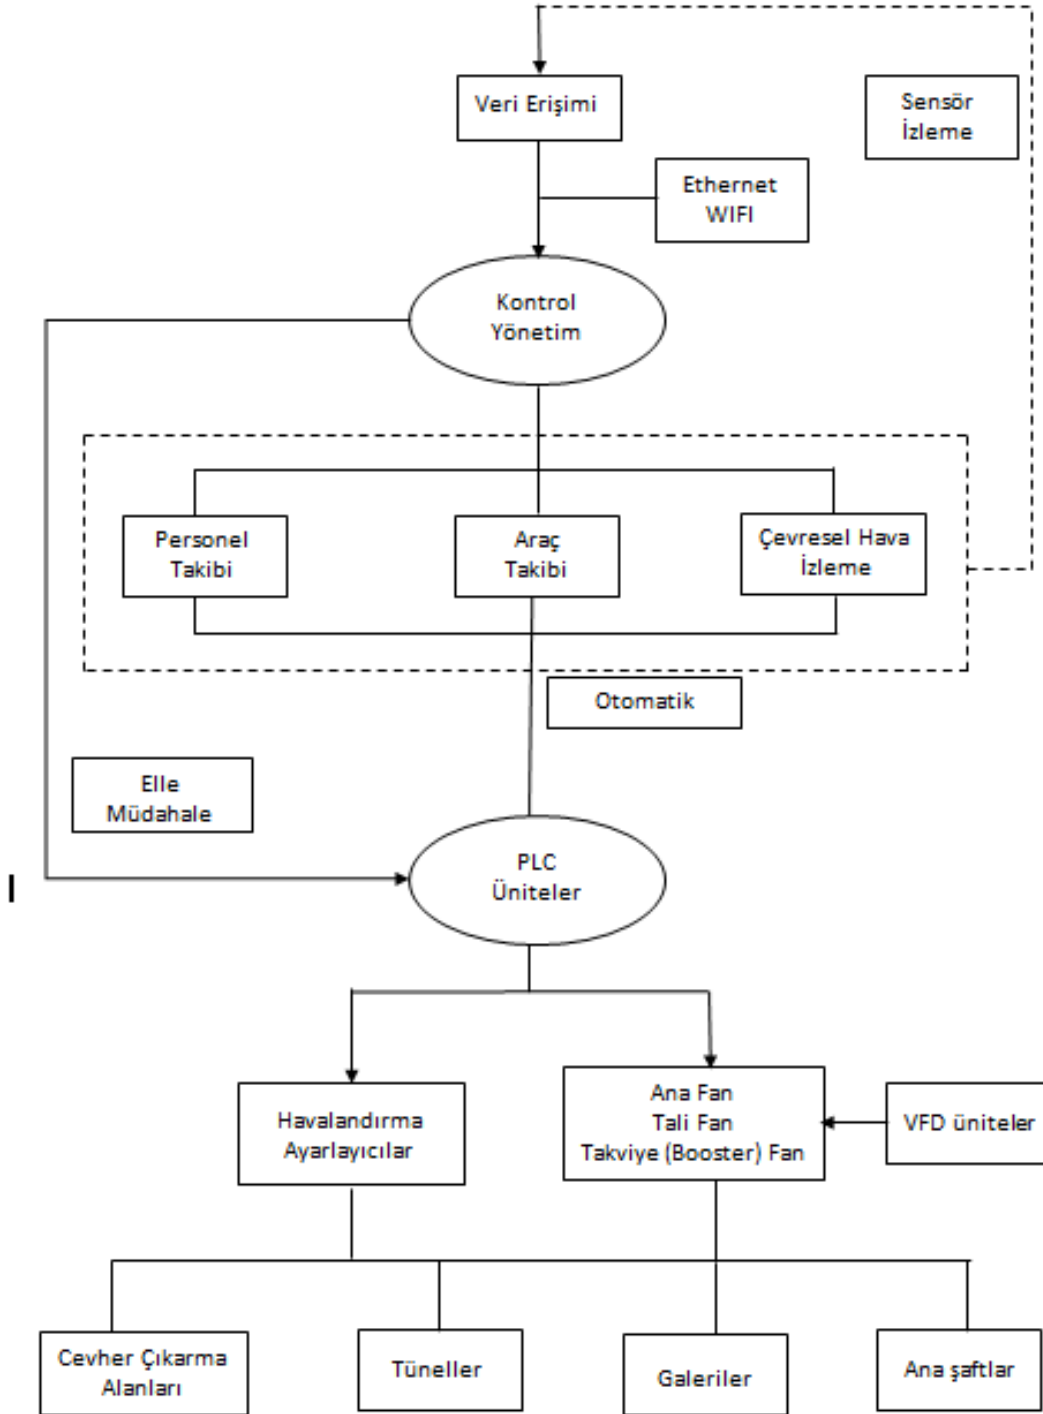 Veri Erişimi
Sensör
İzleme
Ethernet
WIFI
Kontrol
Yönetim
Personel
Takibi
Araç
Takibi
Çevresel Hava
İzleme
Otomatik
Elle
Müdahale
PLC
Üniteler
Havalandırma
Ayarlayıcılar
Ana Fan
Tali Fan
Takviye (Booster) Fan
VFD üniteler
Cevher Çıkarma
Alanları
Tüneller
Galeriler
Ana şaftlar